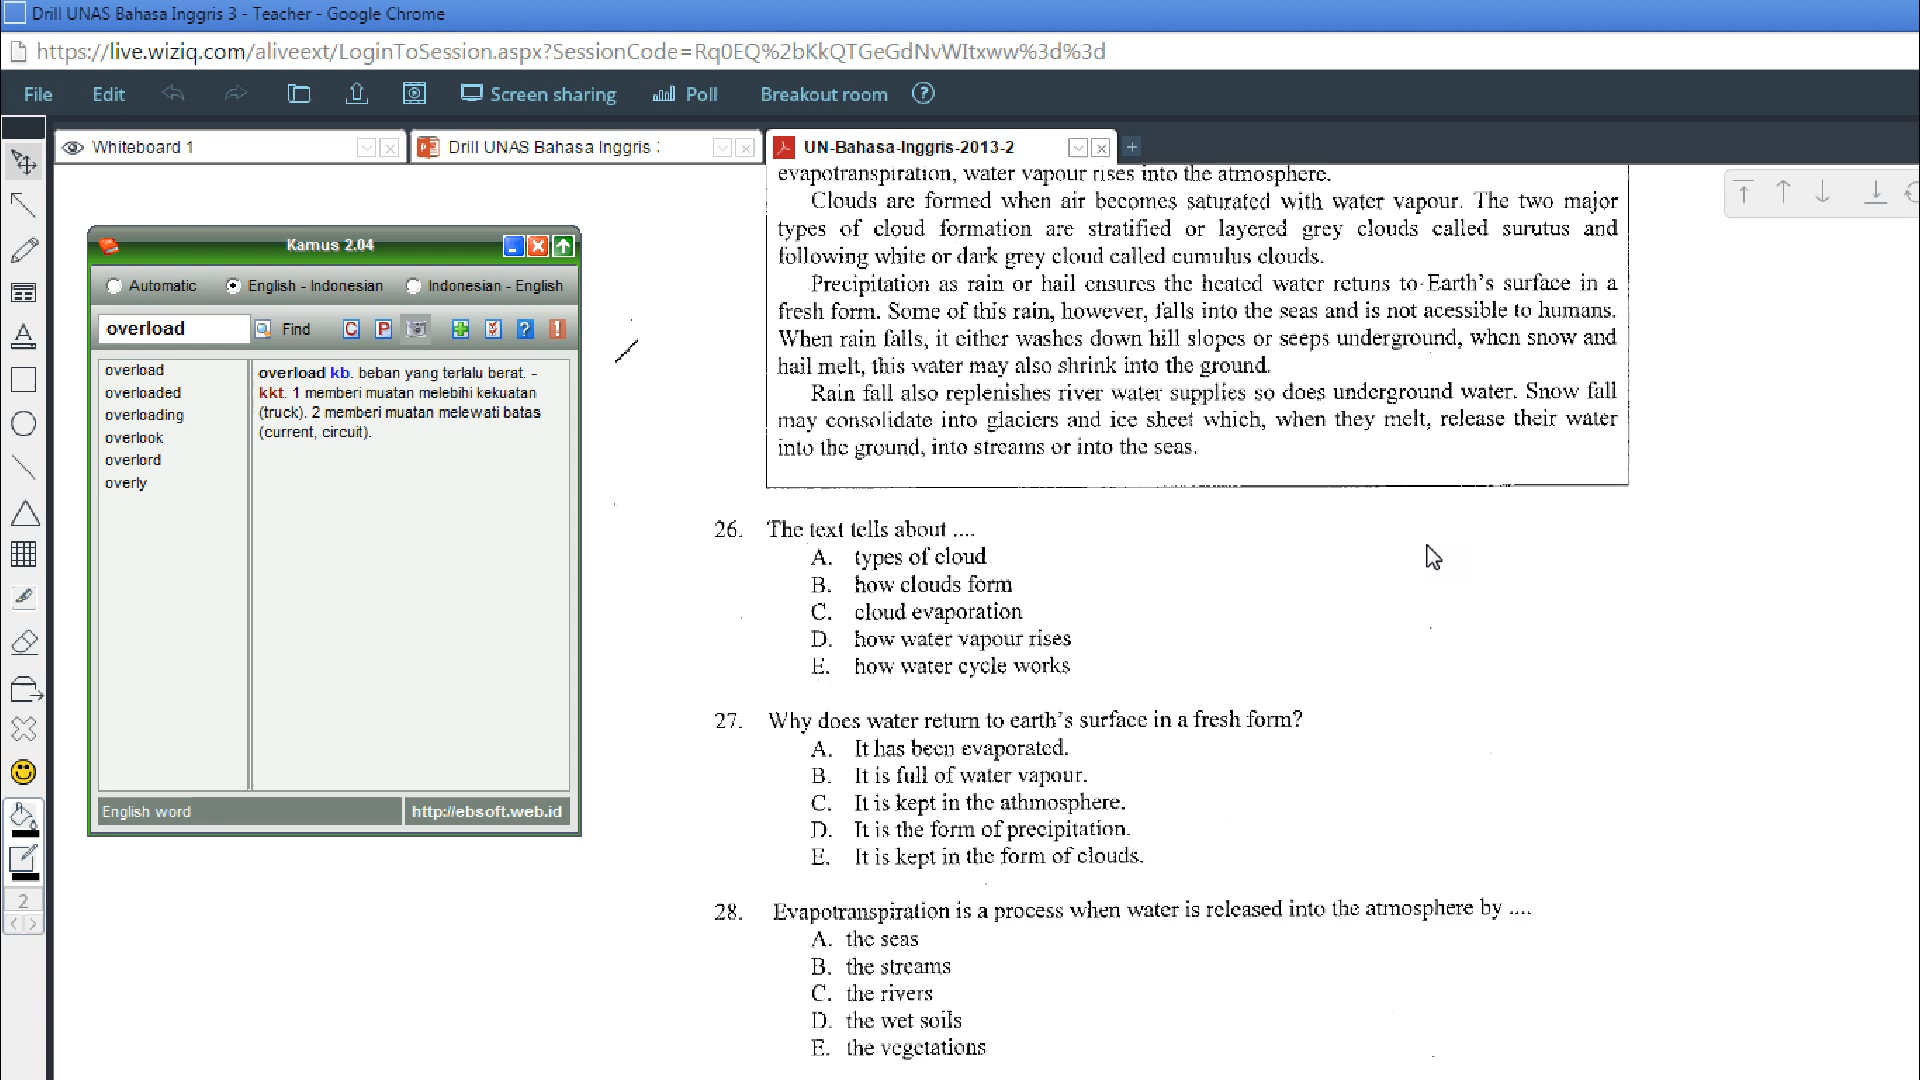 Drill UNAS Bahasa Inggris 3 - Teacher - Google Chrome
https://live.wiziq.com/aliveext/LoginToSession.aspx?SessionCode=Rq0EQ%2bKkQTGeGdNvWItxww%3d%3d
File Edit Screen sharing Poll Breakout room ?
Whiteboard 1
Drill UNAS Bahasa Inggris
UN-Bahasa-Inggris-2013-2
Kamus 2.04
Automatic English - Indonesian Indonesian - English
overload Find C P ? !
overload
overloaded
overloading
overlook
overlord
overly
overload kb. beban yang terlalu berat. -
kkt. 1 memberi muatan melebihi kekuatan
(truck). 2 memberi muatan melewati batas
(current, circuit).
English word http://ebsoft.web.id
2
evapotranspiration, water vapour rises into the atmosphere.
Clouds are formed when air becomes saturated with water vapour. The two major
types of cloud formation are stratified or layered grey clouds called surutus and
following white or dark grey cloud called cumulus clouds.
Precipitation as rain or hail ensures the heated water retuns to Earth's surface in a
fresh form. Some of this rain, however, falls into the seas and is not acessible to humans.
When rain falls, it either washes down hill slopes or seeps underground, when snow and
hail melt, this water may also shrink into the ground.
Rain fall also replenishes river water supplies so does underground water. Snow fall
may consolidate into glaciers and ice sheet which, when they melt, release their water
into the ground, into streams or into the seas.
26. The text tells about ....
A. types of cloud
B. how clouds form
C. cloud evaporation
D. how water vapour rises
E. how water cycle works
27. Why does water return to earth's surface in a fresh form?
A. It has been evaporated.
B. It is full of water vapour.
C. It is kept in the athmosphere.
D. It is the form of precipitation.
E. It is kept in the form of clouds.
28. Evapotranspiration is a process when water is released into the atmosphere by ....
A. the seas
B. the streams
C. the rivers
D. the wet soils
E. the vegetations